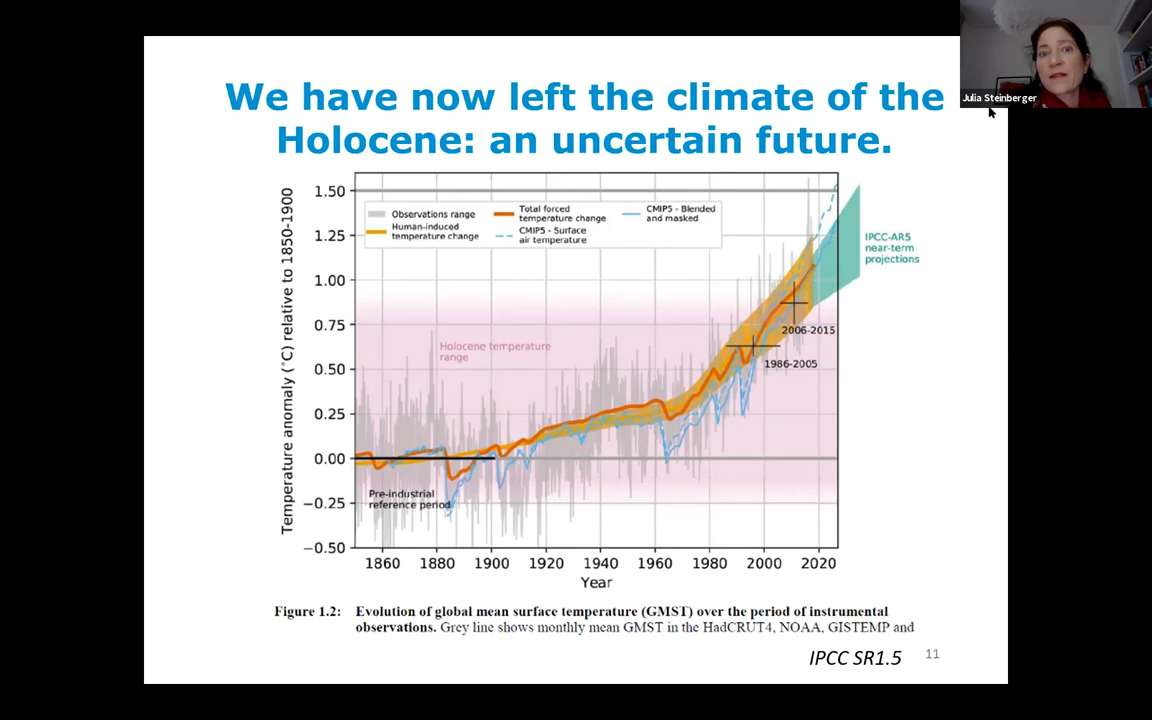 We have now left the climate of the
Holocene: an uncertain future.
Julia Steinberger
Temperature anomaly (°C) relative to 1850-1900
1.50
1.25
1.00
0.75
0.50
0.25
0.00
−0.25
−0.50
Observations range
Human-induced
temperature change
Total forced
temperature change
CMIP5 - Surface
air temperature
CMIP5 - Blended
and masked
IPCC-AR5
near-term
projections
Holocene temperature
range
2006-2015
1986-2005
Pre-industrial
reference period
1860 1880 1900 1920 1940 1960 1980 2000 2020
Year
Figure 1.2: Evolution of global mean surface temperature (GMST) over the period of instrumental
observations. Grey line shows monthly mean GMST in the HadCRUT4, NOAA, GISTEMP and
IPCC SR1.5
11